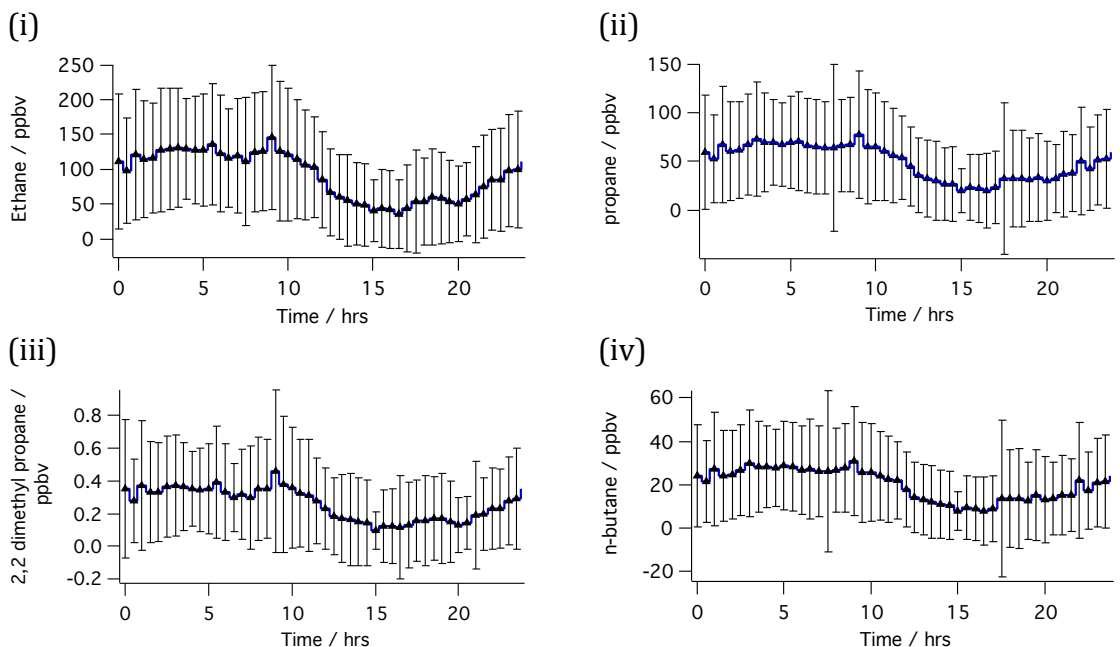 (i)
Ethane / ppbv
250
200
150
100
50
0
0 5 10 15 20
Time / hrs
(ii)
propane / ppbv
150
100
50
0
0 5 10 15 20
Time / hrs
(iii)
2,2 dimethyl propane /
ppbv
0.8
0.6
0.4
0.2
0.0
-0.2
0 5 10 15 20
Time / hrs
(iv)
n-butane / ppbv
60
40
20
0
-20
0 5 10 15 20
Time / hrs